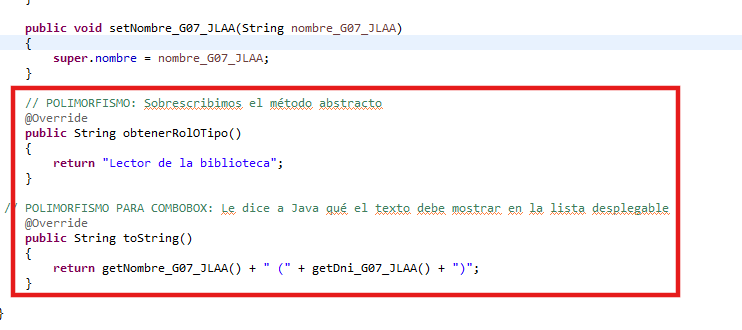 }
public void setNombre_G07_JLAA(String nombre_G07_JLAA)
{
super.nombre = nombre_G07_JLAA;
}
// POLIMORFISMO: Sobrescribimos el método abstracto
@Override
public String obtenerRolOTipo()
{
return "Lector de la biblioteca";
}
// POLIMORFISMO PARA COMBOBOX: Le dice a Java qué el texto debe mostrar en la lista desplegable
@Override
public String toString()
{
return getNombre_G07_JLAA() + " (" + getDni_G07_JLAA() + ")";
}
}